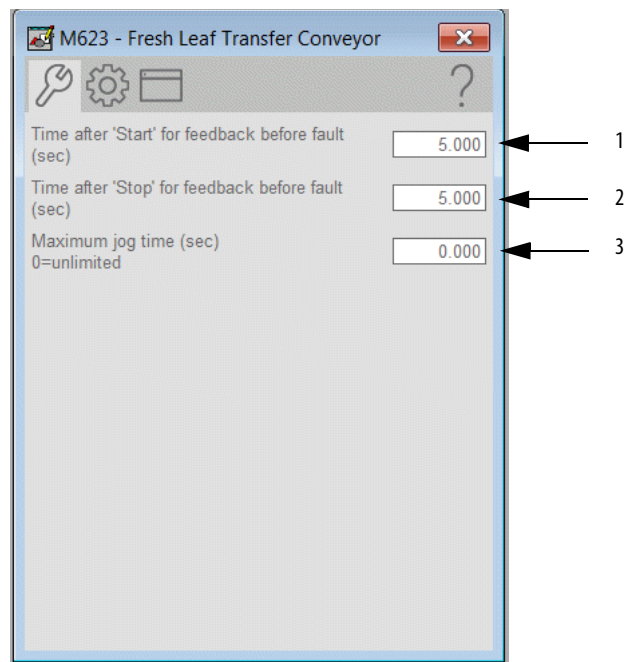 M623 - Fresh Leaf Transfer Conveyor
?
Time after 'Start' for feedback before fault
(sec)
5.000
1
Time after 'Stop' for feedback before fault
(sec)
5.000
2
Maximum jog time (sec)
0=unlimited
0.000
3